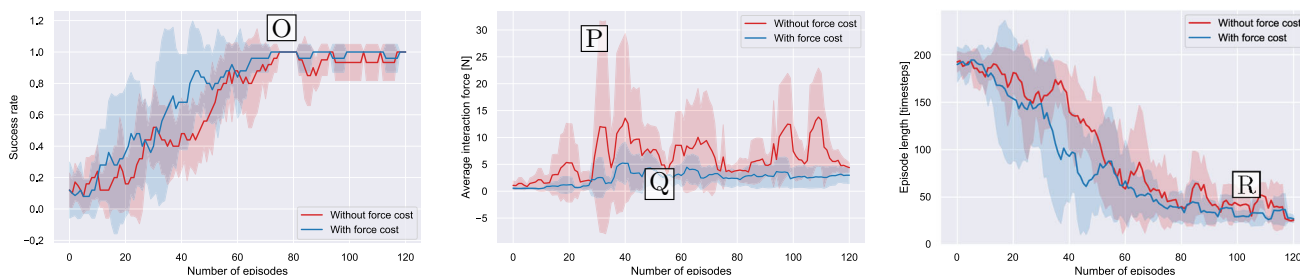 O
1.2
1.0
0.8
0.6
0.4
0.2
0.0
−0.2
Success rate
0 20 40 60 80 100 120
Number of episodes
Without force cost
With force cost
P
Q
30
25
20
15
10
5
0
−5
Average interaction force [N]
0 20 40 60 80 100 120
Number of episodes
Without force cost
With force cost
R
200
150
100
50
0
Episode length [timesteps]
0 20 40 60 80 100 120
Number of episodes
Without force cost
With force cost